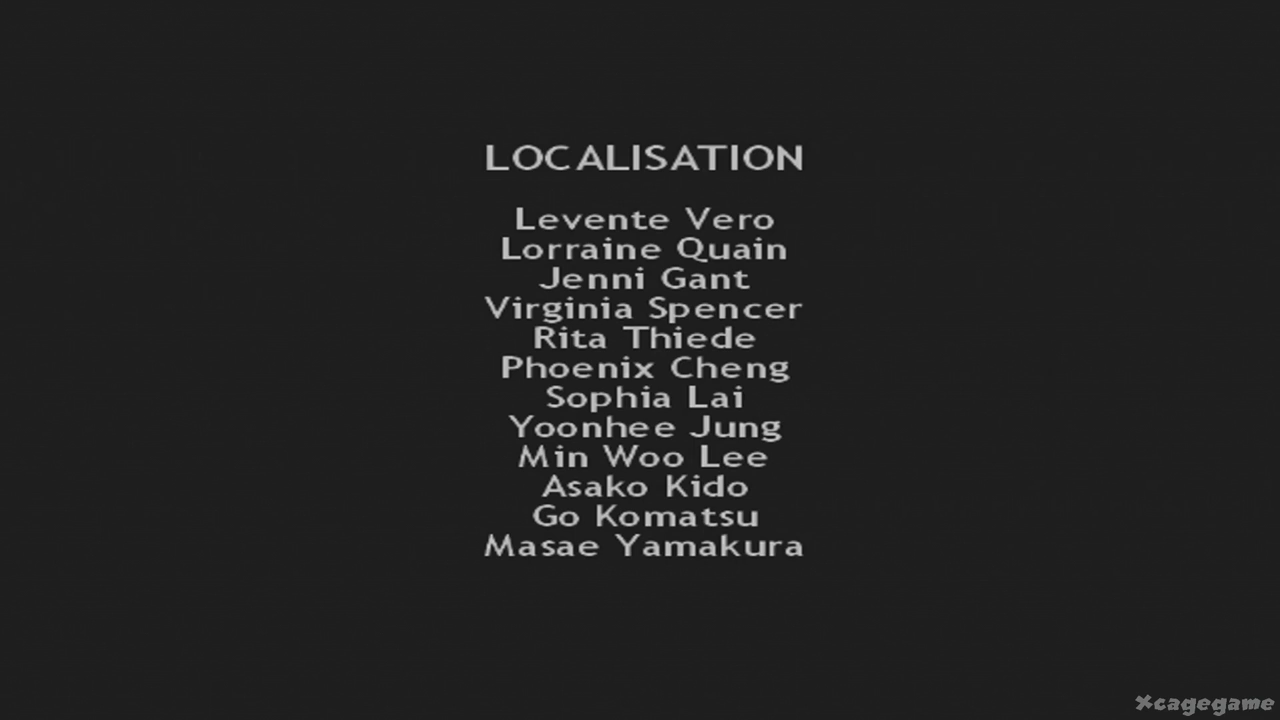 LOCALISATION
Levente Vero
Lorraine Quain
Jenni Gant
Virginia Spencer
Rita Thiede
Phoenix Cheng
Sophia Lai
Yoonhee Jung
Min Woo Lee
Asako Kido
Go Komatsu
Masae Yamakura
Xcagegame